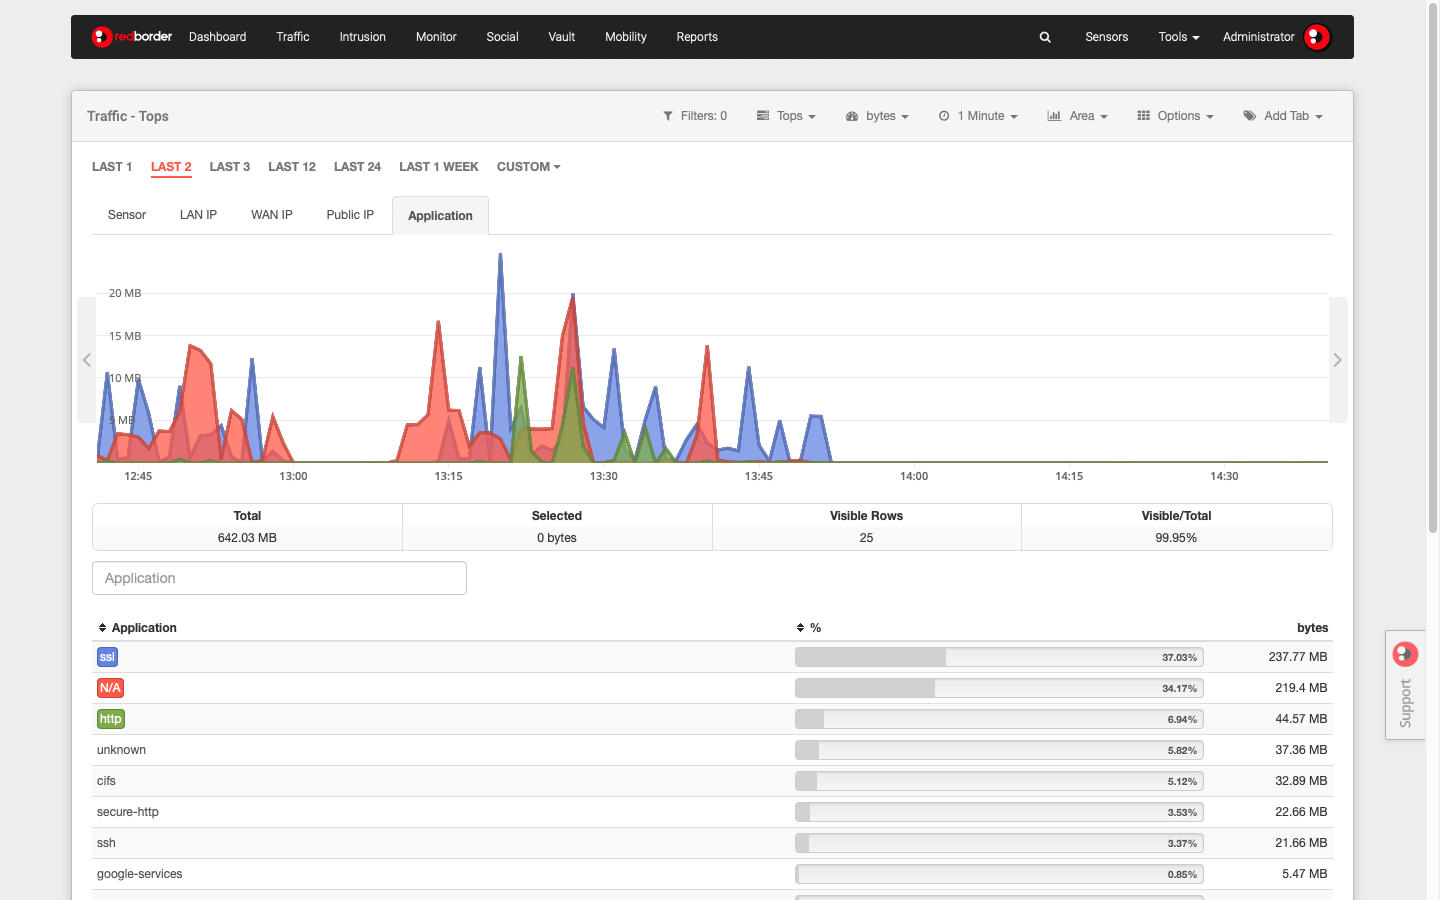 redborder Dashboard Traffic Intrusion Monitor Social Vault Mobility Reports Sensors Tools Administrator
Traffic - Tops Filters: 0 Tops bytes 1 Minute Area Options Add Tab
LAST 1 LAST 2 LAST 3 LAST 12 LAST 24 LAST 1 WEEK CUSTOM
Sensor LAN IP WAN IP Public IP Application
20 MB
15 MB
10 MB
5 MB
12:45 13:00 13:15 13:30 13:45 14:00 14:15 14:30
Total Selected Visible Rows Visible/Total
642.03 MB 0 bytes 25 99.95%
Application
Application % bytes
ssl 37.03% 237.77 MB
N/A 34.17% 219.4 MB
http 6.94% 44.57 MB
unknown 5.82% 37.36 MB
cifs 5.12% 32.89 MB
secure-http 3.53% 22.66 MB
ssh 3.37% 21.66 MB
google-services 0.85% 5.47 MB
Support